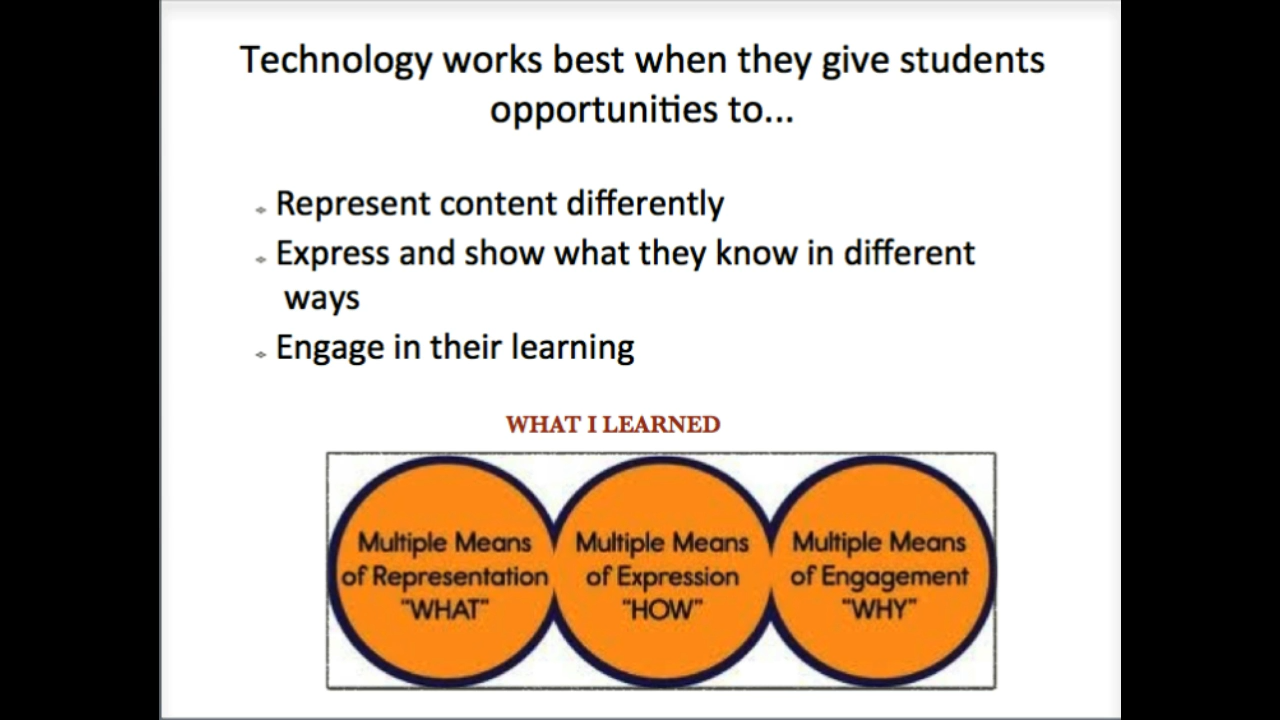 Technology works best when they give students
opportunities to...
Represent content differently
Express and show what they know in different
ways
Engage in their learning
WHAT I LEARNED
Multiple Means
of Representation
"WHAT"
Multiple Means
of Expression
"HOW"
Multiple Means
of Engagement
"WHY"